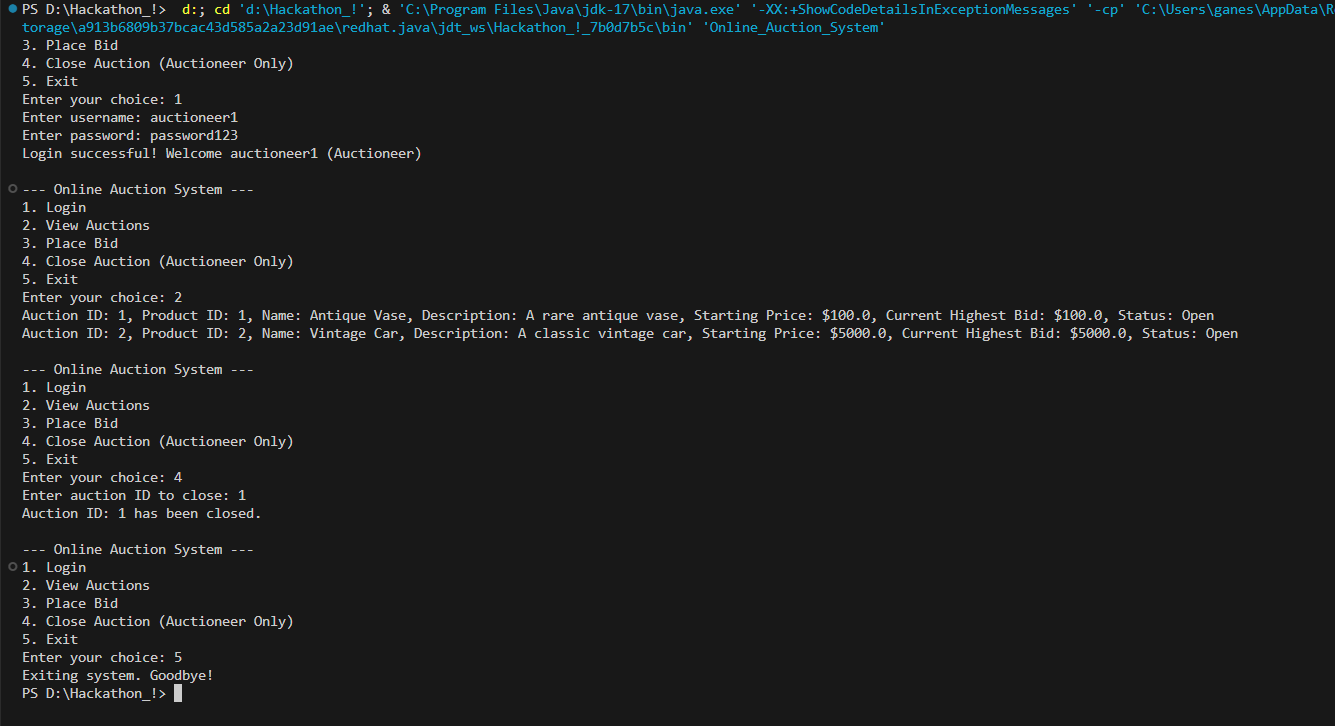 PS D:\Hackathon_!>  d:; cd 'd:\Hackathon_!'; & 'C:\Program Files\Java\jdk-17\bin\java.exe' '-XX:+ShowCodeDetailsInExceptionMessages' '-cp' 'C:\Users\ganes\AppData\R
torage\a913b6809b37bcac43d585a2a23d91ae\redhat.java\jdt_ws\Hackathon_!_7b0d7b5c\bin' 'Online_Auction_System'
3. Place Bid
4. Close Auction (Auctioneer Only)
5. Exit
Enter your choice: 1
Enter username: auctioneer1
Enter password: password123
Login successful! Welcome auctioneer1 (Auctioneer)
--- Online Auction System ---
1. Login
2. View Auctions
3. Place Bid
4. Close Auction (Auctioneer Only)
5. Exit
Enter your choice: 2
Auction ID: 1, Product ID: 1, Name: Antique Vase, Description: A rare antique vase, Starting Price: $100.0, Current Highest Bid: $100.0, Status: Open
Auction ID: 2, Product ID: 2, Name: Vintage Car, Description: A classic vintage car, Starting Price: $5000.0, Current Highest Bid: $5000.0, Status: Open
--- Online Auction System ---
1. Login
2. View Auctions
3. Place Bid
4. Close Auction (Auctioneer Only)
5. Exit
Enter your choice: 4
Enter auction ID to close: 1
Auction ID: 1 has been closed.
--- Online Auction System ---
1. Login
2. View Auctions
3. Place Bid
4. Close Auction (Auctioneer Only)
5. Exit
Enter your choice: 5
Exiting system. Goodbye!
PS D:\Hackathon_!>